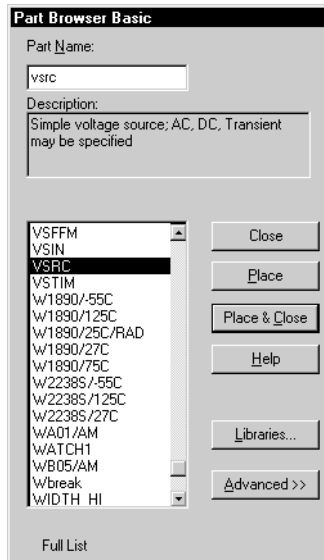 Part Browser Basic
Part Name:
vsrc
Description:
Simple voltage source; AC, DC, Transient
may be specified
VSFFM
VSIN
VSRC
VSTIM
W1890/-55C
W1890/125C
W1890/25C/RAD
W1890/27C
W1890/75C
W2238S/-55C
W2238S/125C
W2238S/27C
WA01/AM
WATCH1
WB05/AM
Wbreak
WIDTH_HI
Close
Place
Place & Close
Help
Libraries...
Advanced >>
Full List